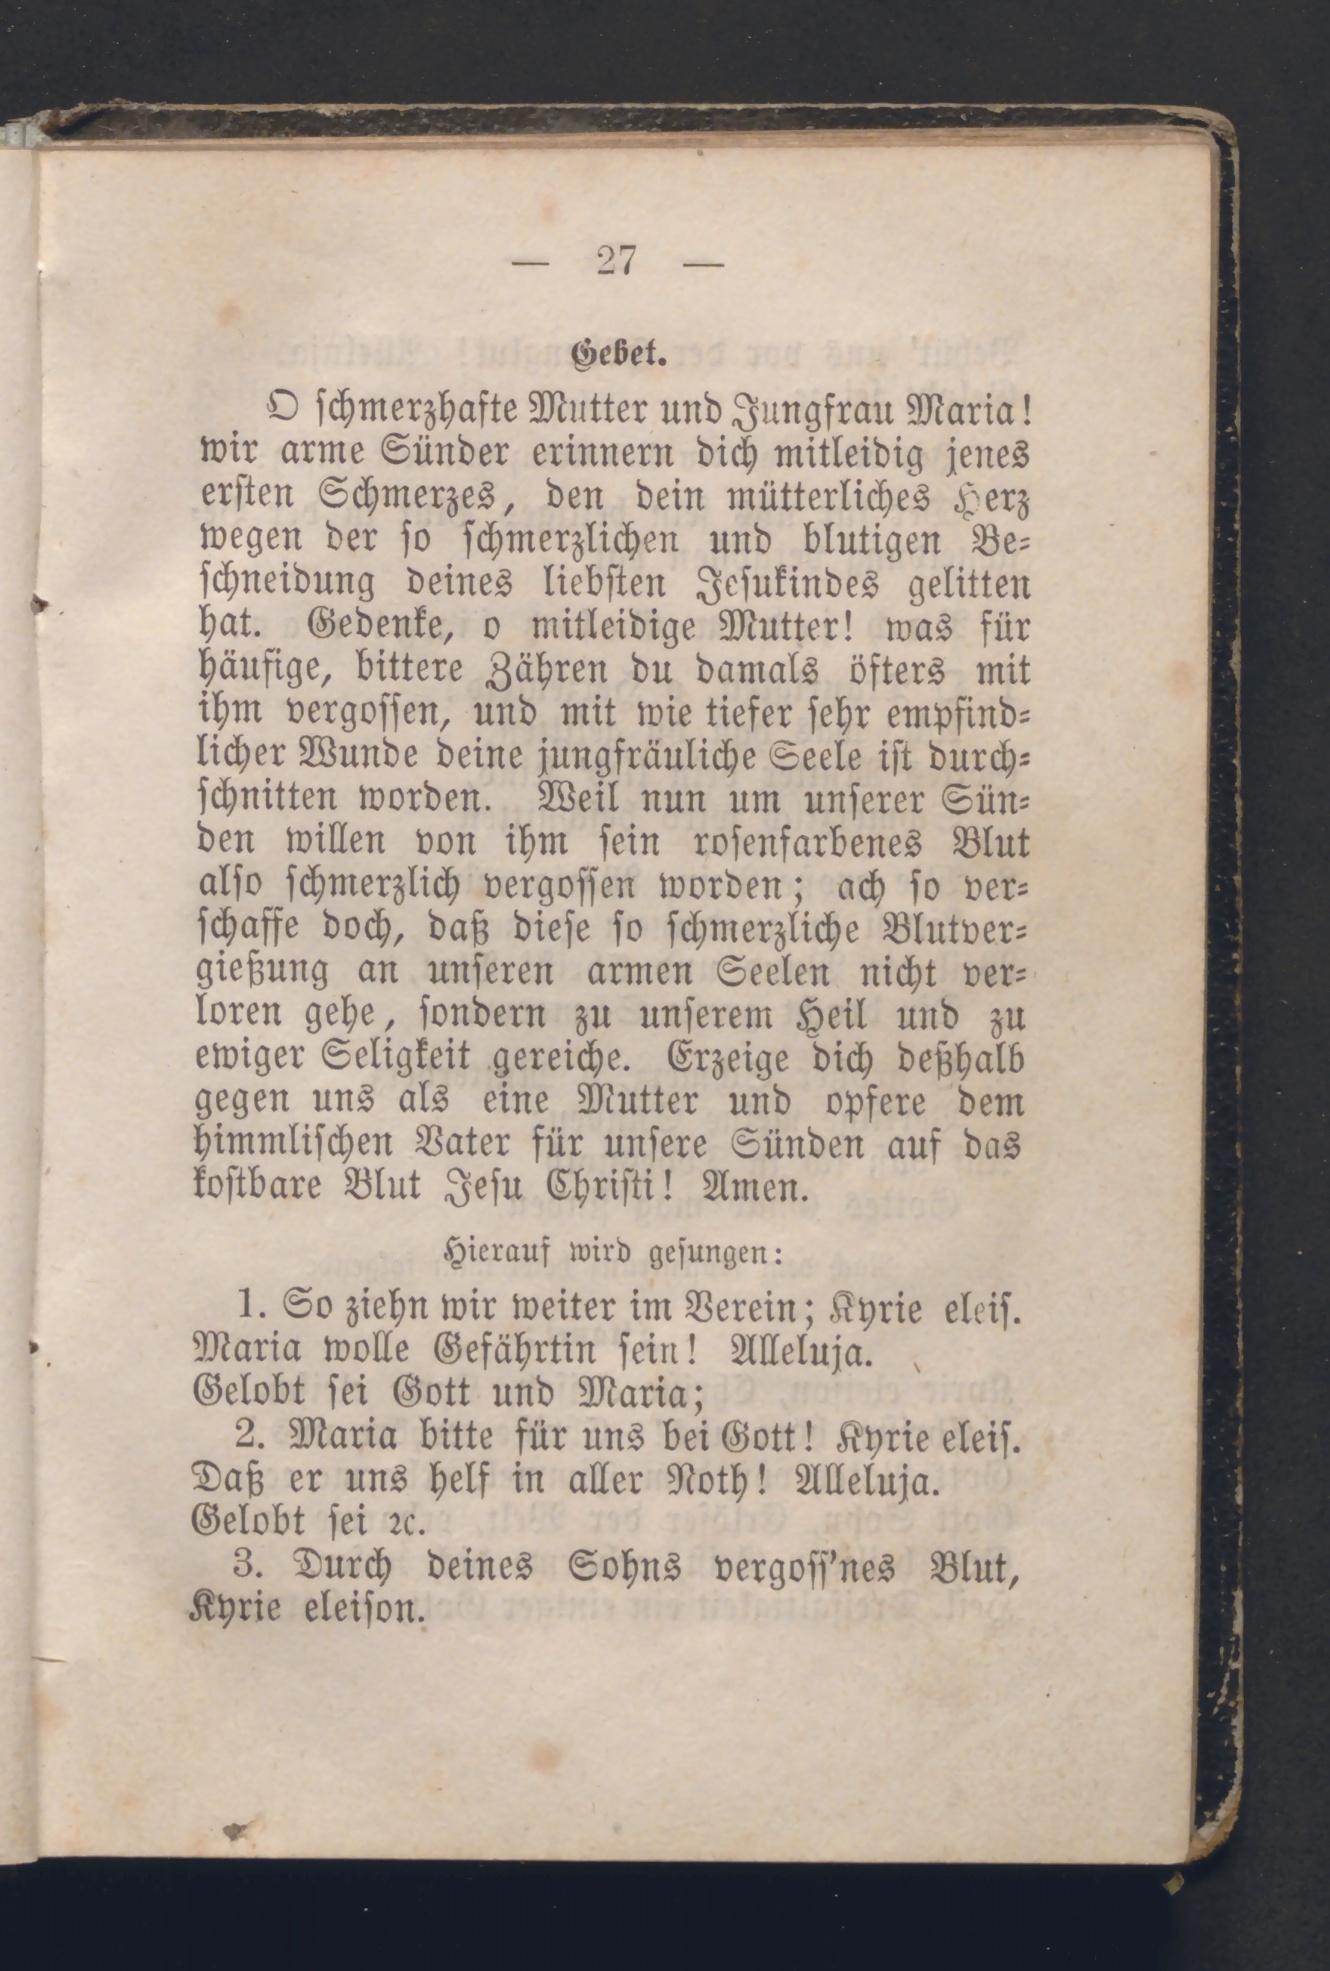 — 27 —
Gebet.
O ſchmerzhafte Mutter und Jungfrau Maria!
wir arme Sünder erinnern dich mitleidig jenes
erſten Schmerzes, den dein mütterliches Herz
wegen der ſo ſchmerzlichen und blutigen Be⸗
ſchneidung deines liebſten Jeſukindes gelitten
hat. Gedenke, o mitleidige Mutter! was für
häufige, bittere Zähren du damals öfters mit
ihm vergoſſen, und mit wie tiefer ſehr empfind⸗
licher Wunde deine jungfräuliche Seele iſt durch⸗
ſchnitten worden. Weil nun um unſerer Sün⸗
den willen von ihm ſein roſenfarbenes Blut
alſo ſchmerzlich vergoſſen worden; ach ſo ver⸗
ſchaffe doch, daß dieſe ſo ſchmerzliche Blutver⸗
gießung an unſeren armen Seelen nicht ver⸗
loren gehe, ſondern zu unſerem Heil und zu
ewiger Seligkeit gereiche. Erzeige dich deßhalb
gegen uns als eine Mutter und opfere dem
himmliſchen Vater für unſere Sünden auf das
koſtbare Blut Jeſu Chriſti! Amen.
Hierauf wird geſungen:
1. So ziehn wir weiter im Verein; Kyrie eleiſ.
Maria wolle Gefährtin ſein! Alleluja.
Gelobt ſei Gott und Maria;
2. Maria bitte für uns bei Gott! Kyrie eleiſ.
Daß er uns helf in aller Noth! Alleluja.
Gelobt ſei ꝛc.
3. Durch deines Sohns vergoſſ'nes Blut,
Kyrie eleiſon.